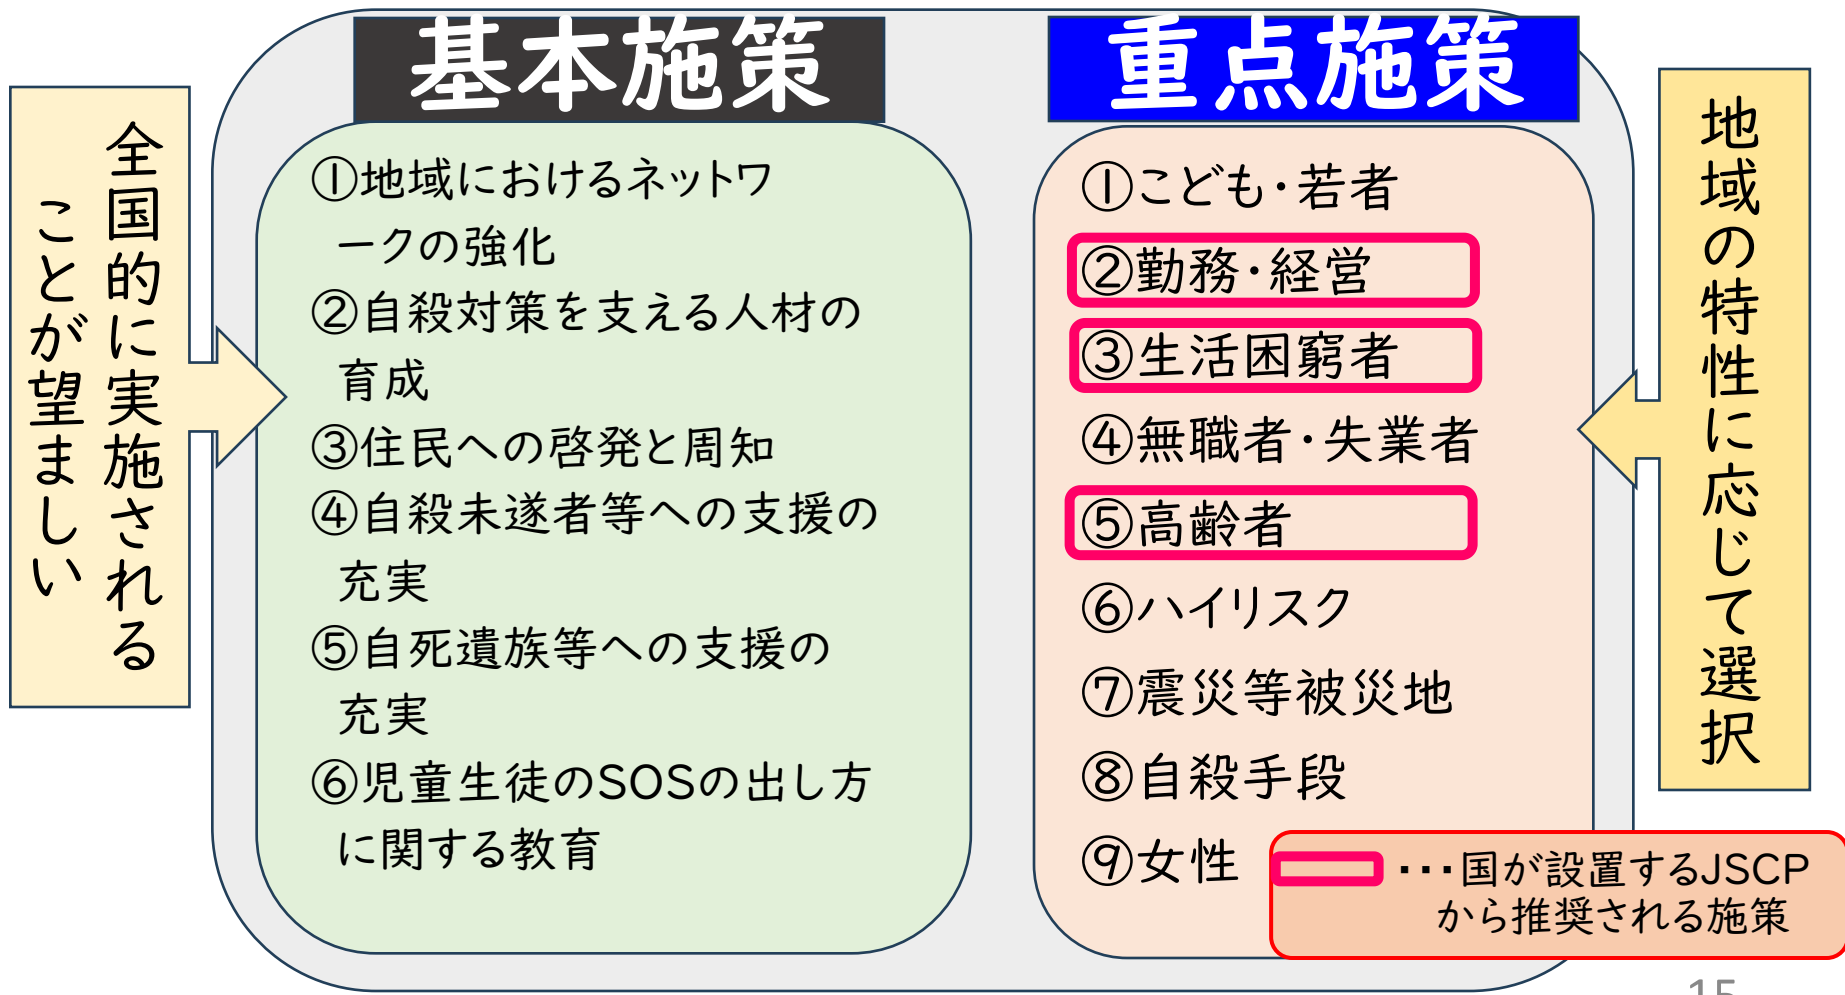 基本施策
重点施策
全国的に実施される
ことが望ましい
①地域におけるネットワ
ークの強化
②自殺対策を支える人材の
育成
③住民への啓発と周知
④自殺未遂者等への支援の
充実
⑤自死遺族等への支援の
充実
⑥児童生徒のSOSの出し方
に関する教育
①こども・若者
②勤務・経営
③生活困窮者
④無職者・失業者
⑤高齢者
⑥ハイリスク
⑦震災等被災地
⑧自殺手段
⑨女性
地域の特性に応じて選択
・・・国が設置するJSCP
から推奨される施策
15